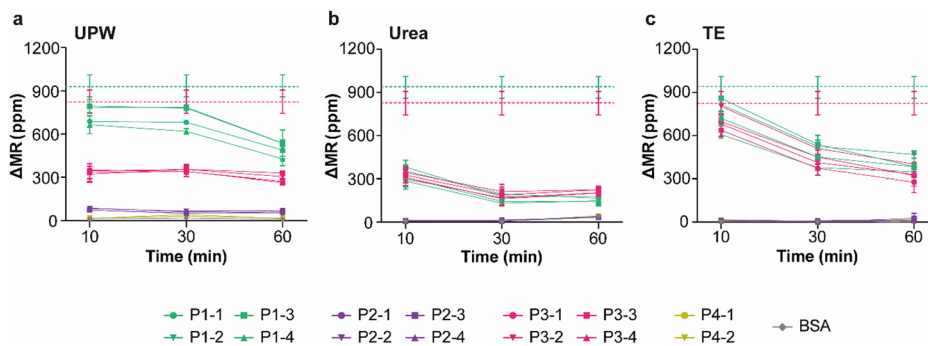 a UPW
b Urea
c TE
ΔMR (ppm)
1200
900
600
300
0
10 30 60
Time (min)
ΔMR (ppm)
1200
900
600
300
0
10 30 60
Time (min)
ΔMR (ppm)
1200
900
600
300
0
10 30 60
Time (min)
P1-1 P1-3 P2-1 P2-3 P3-1 P3-3 P4-1 BSA
P1-2 P1-4 P2-2 P2-4 P3-2 P3-4 P4-2